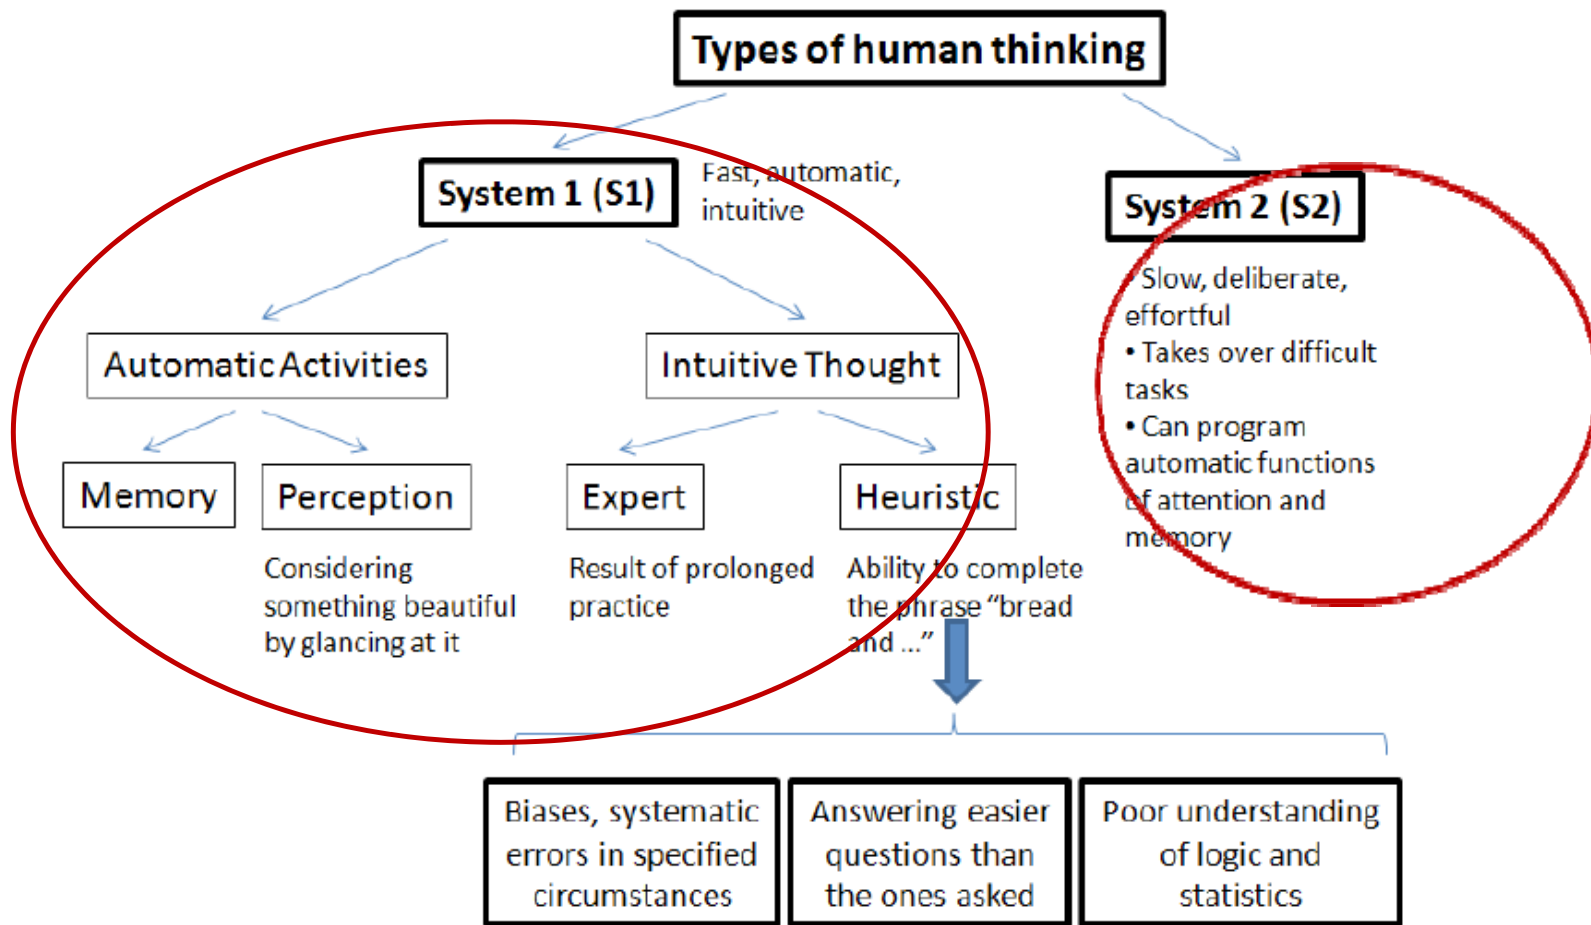 Types of human thinking
System 1 (S1)
Fast, automatic,
intuitive
System 2 (S2)
• Slow, deliberate,
effortful
• Takes over difficult
tasks
• Can program
automatic functions
of attention and
memory
Automatic Activities
Intuitive Thought
Memory
Perception
Expert
Heuristic
Considering
something beautiful
by glancing at it
Result of prolonged
practice
Ability to complete
the phrase “bread
and ...”
Biases, systematic
errors in specified
circumstances
Answering easier
questions than
the ones asked
Poor understanding
of logic and
statistics